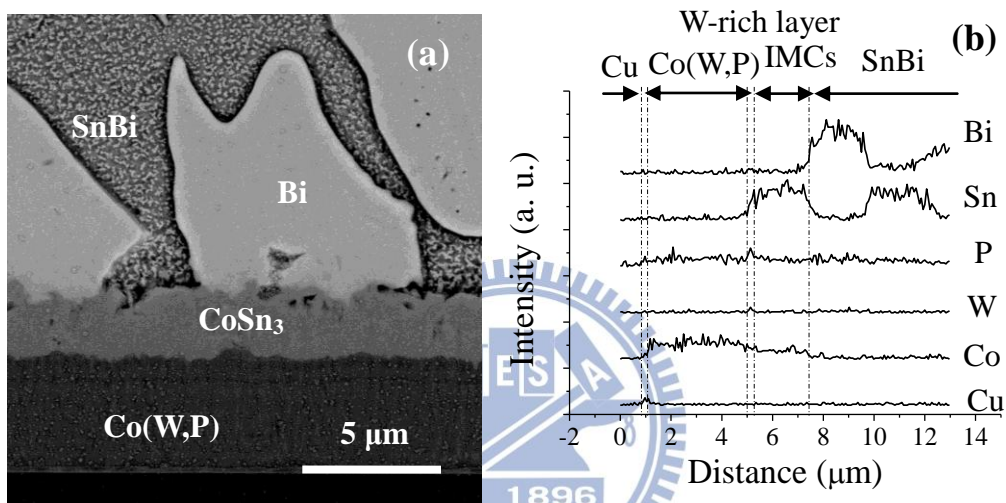 (a)
SnBi
Bi
CoSn₃
Co(W,P)
5 μm
(b)
W-rich layer
Cu Co(W,P) IMCs SnBi
Bi
Sn
P
W
Co
Cu
Intensity (a. u.)
-2 0 2 4 6 8 10 12 14
Distance (μm)
E S A
8
1896